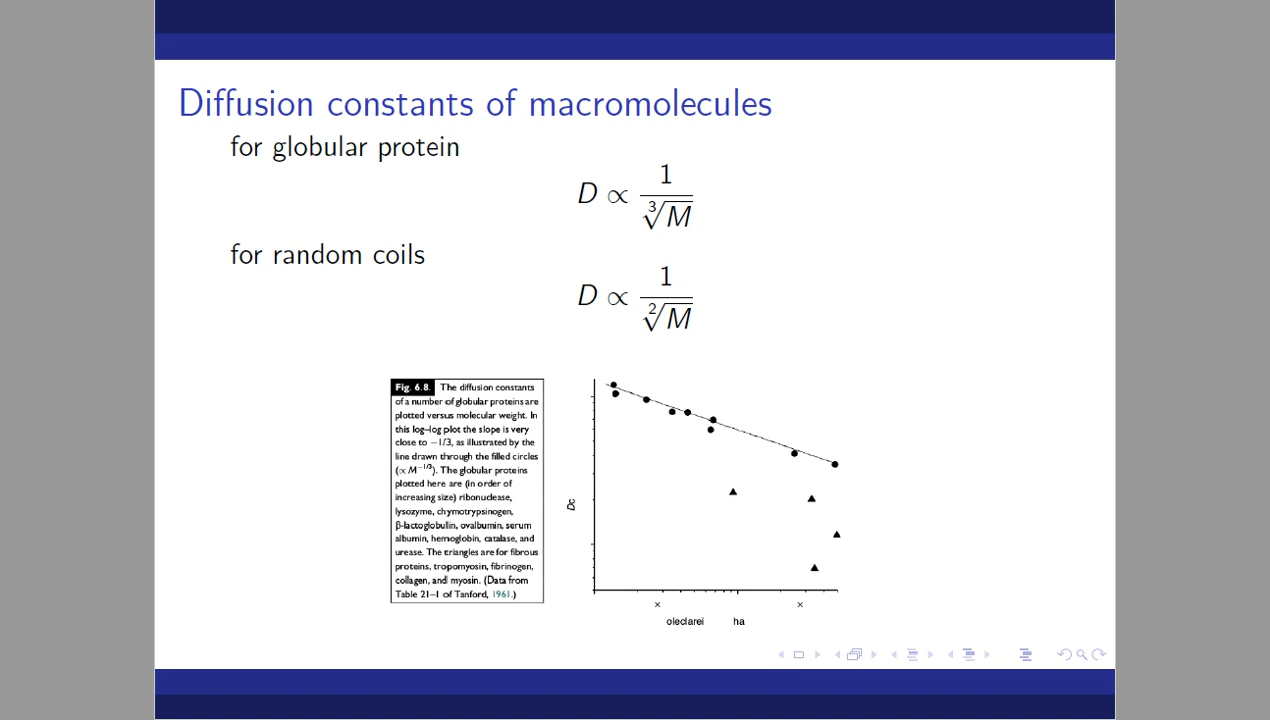 Diffusion constants of macromolecules
for globular protein
D ∝ 1/∛M
for random coils
D ∝ 1/²√M
Fig. 6.8. The diffusion constants
of a number of globular proteins are
plotted versus molecular weight. In
this log–log plot the slope is very
close to −1/3, as illustrated by the
line drawn through the filled circles
(∝ M⁻¹/³). The globular proteins
plotted here are (in order of
increasing size) ribonuclease,
lysozyme, chymotrypsinogen,
β-lactoglobulin, ovalbumin, serum
albumin, hemoglobin, catalase, and
urease. The triangles are for fibrous
proteins, tropomyosin, fibrinogen,
collagen, and myosin. (Data from
Table 21–1 of Tanford, 1961.)
Dc
x x
oleclarei ha